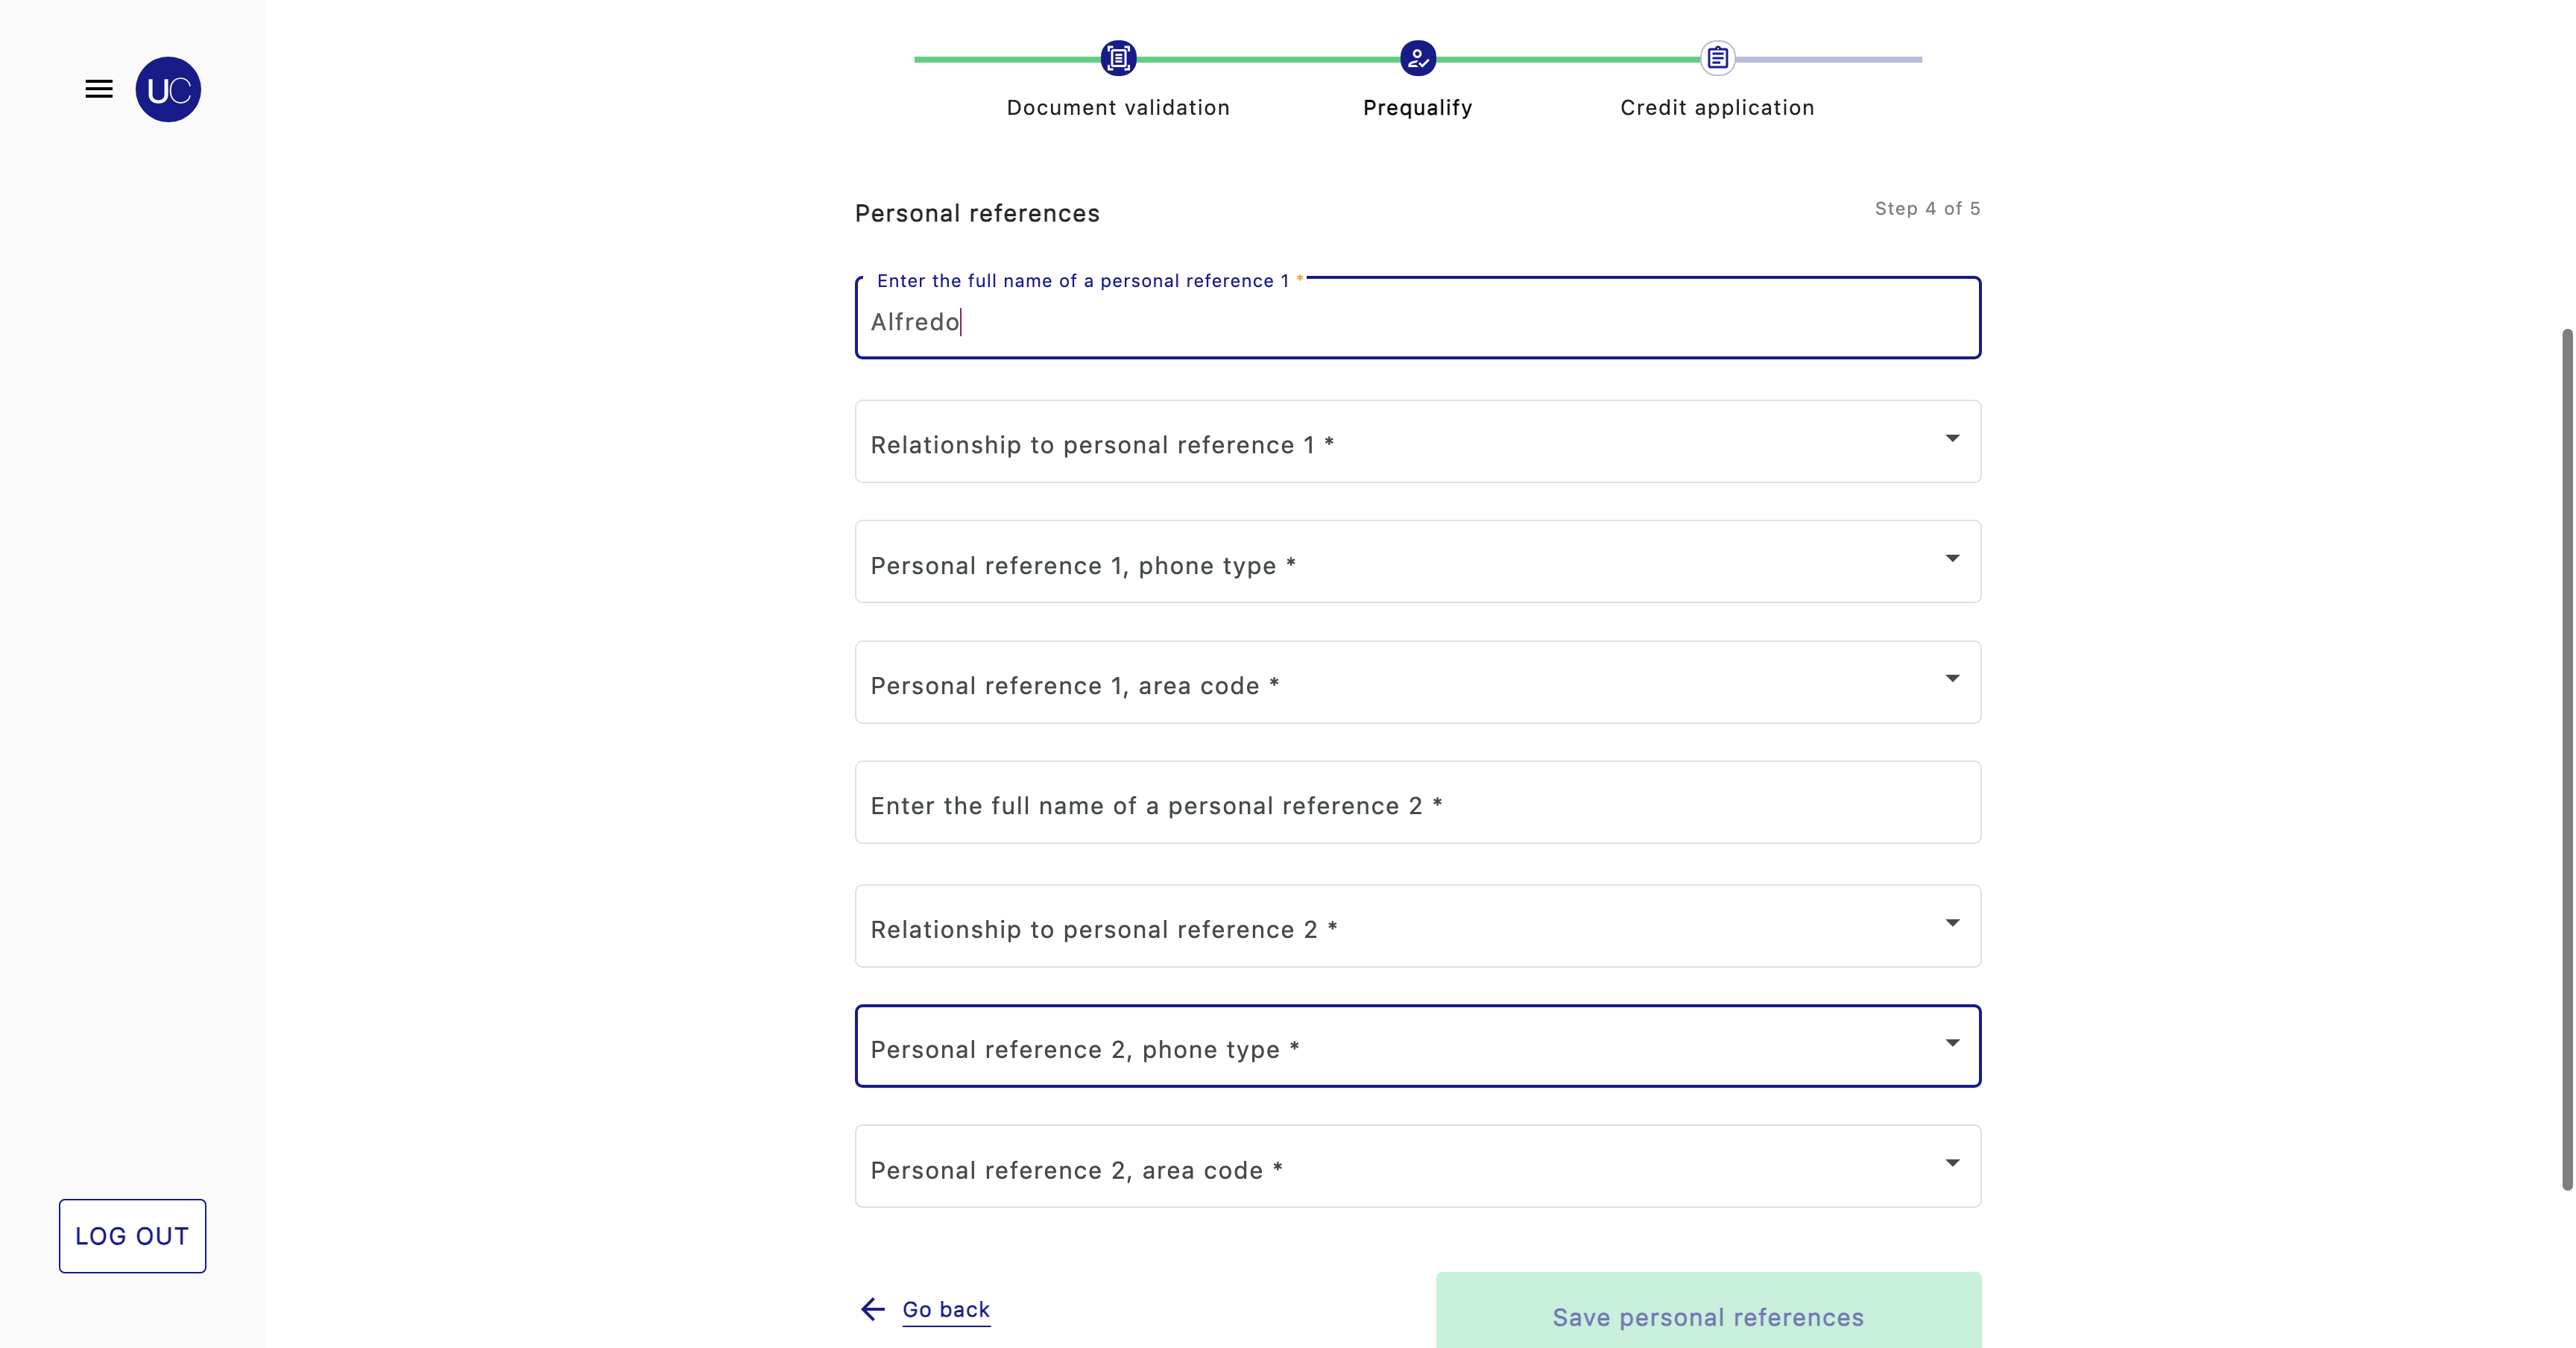 UC
Document validation
Prequalify
Credit application
Personal references
Step 4 of 5
Enter the full name of a personal reference 1 *
Alfredo
Relationship to personal reference 1 *
Personal reference 1, phone type *
Personal reference 1, area code *
Enter the full name of a personal reference 2 *
Relationship to personal reference 2 *
Personal reference 2, phone type *
Personal reference 2, area code *
LOG OUT
Go back
Save personal references